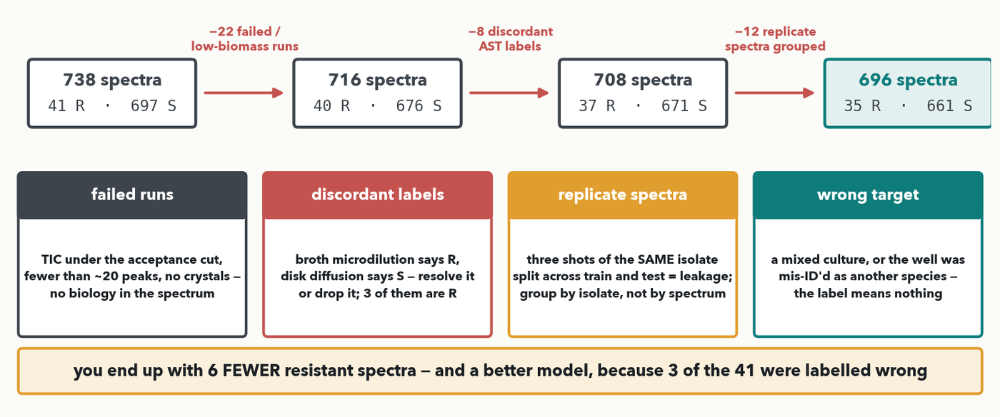 −22 failed /
low-biomass runs
−8 discordant
AST labels
−12 replicate
spectra grouped
738 spectra
41 R · 697 S
716 spectra
40 R · 676 S
708 spectra
37 R · 671 S
696 spectra
35 R · 661 S
failed runs
TIC under the acceptance cut,
fewer than ~20 peaks, no crystals —
no biology in the spectrum
discordant labels
broth microdilution says R,
disk diffusion says S — resolve it
or drop it; 3 of them are R
replicate spectra
three shots of the SAME isolate
split across train and test = leakage;
group by isolate, not by spectrum
wrong target
a mixed culture, or the well was
mis-ID'd as another species —
the label means nothing
you end up with 6 FEWER resistant spectra — and a better model, because 3 of the 41 were labelled wrong